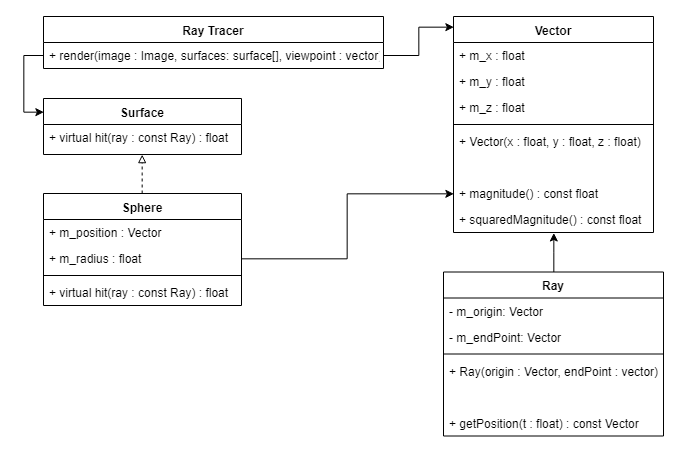 Ray Tracer
+ render(image : Image, surfaces: surface[], viewpoint : vector
Surface
+ virtual hit(ray : const Ray) : float
Sphere
+ m_position : Vector
+ m_radius : float
+ virtual hit(ray : const Ray) : float
Vector
+ m_x : float
+ m_y : float
+ m_z : float
+ Vector(x : float, y : float, z : float)
+ magnitude() : const float
+ squaredMagnitude() : const float
Ray
- m_origin: Vector
- m_endPoint: Vector
+ Ray(origin : Vector, endPoint : vector)
+ getPosition(t : float) : const Vector